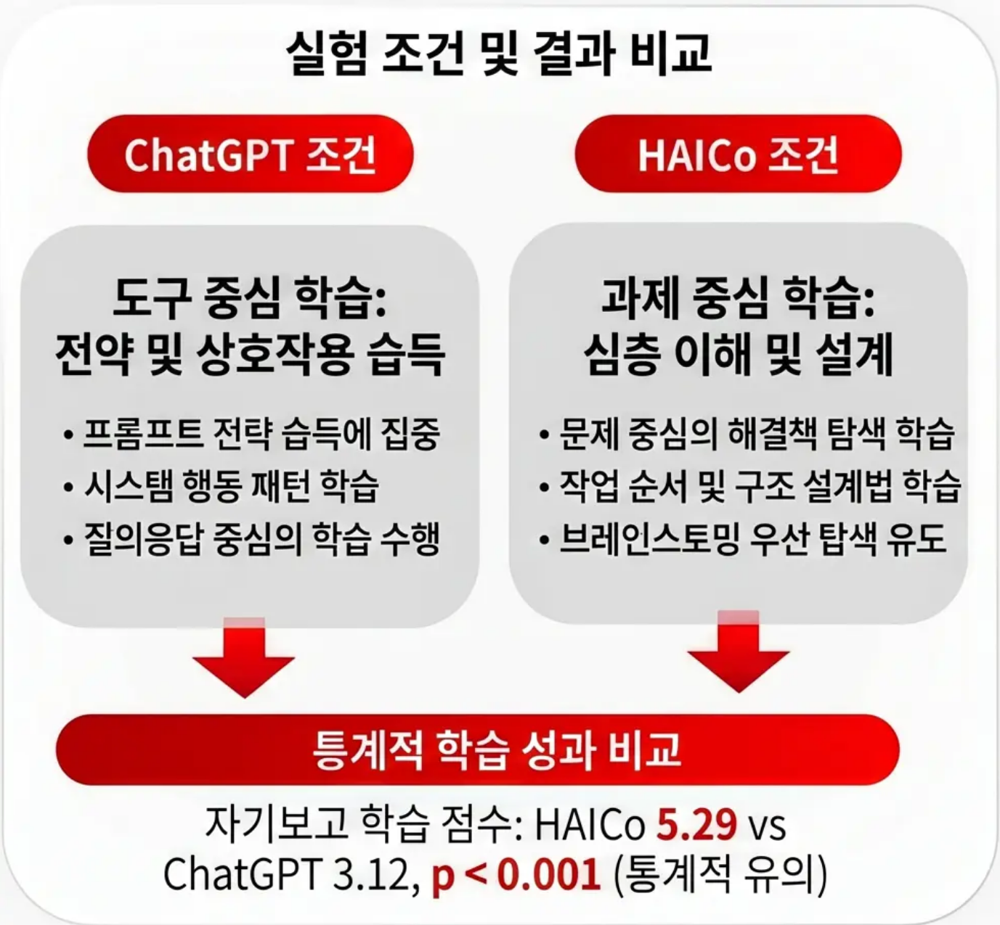 실험 조건 및 결과 비교
ChatGPT 조건
HAICo 조건
도구 중심 학습:
전약 및 상호작용 습득
• 프롬프트 전략 습득에 집중
• 시스탬 행동 패턴 학습
• 질의응답 중심의 학습 수행
과제 중심 학습:
심층 이해 및 설계
• 문제 중심의 해결책 탐색 학습
• 작업 순서 및 구조 설계법 학습
• 브레인스토밍 우선 탐색 유도
통계적 학습 성과 비교
자기보고 학습 점수: HAICo 5.29 vs
ChatGPT 3.12, p < 0.001 (통계적 유의)